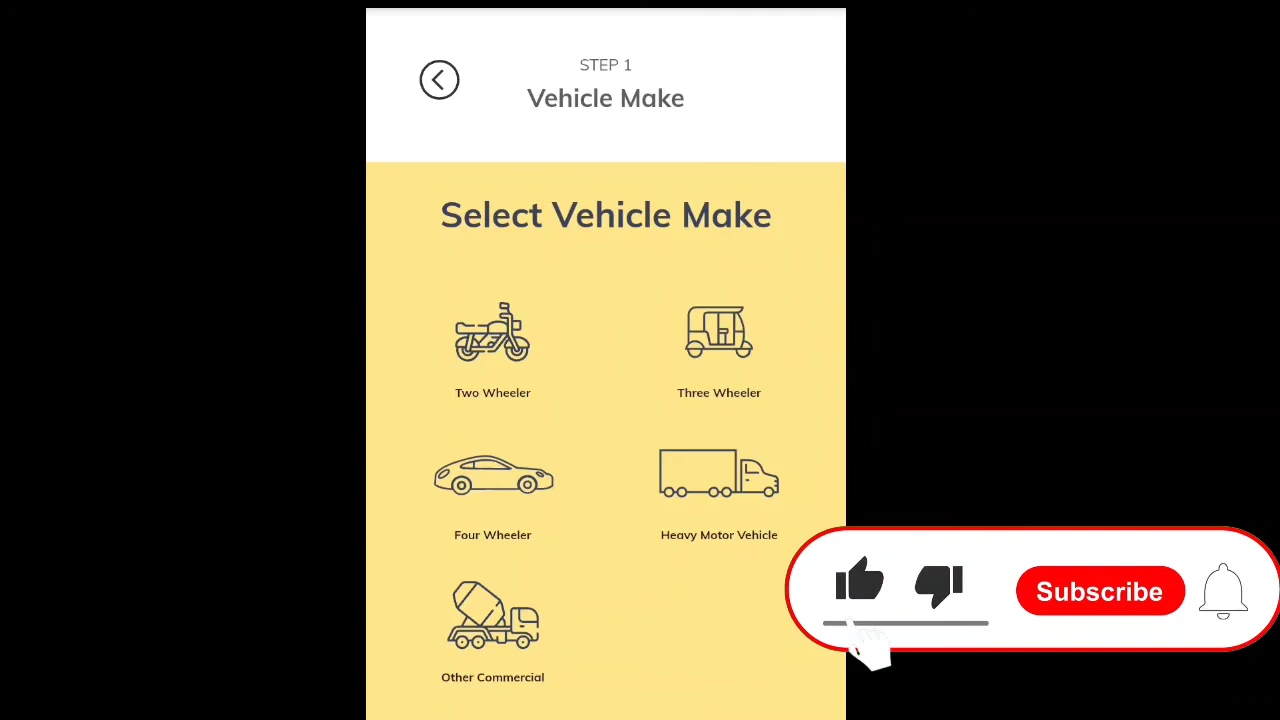 STEP 1
Vehicle Make
Select Vehicle Make
Two Wheeler
Three Wheeler
Four Wheeler
Heavy Motor Vehicle
Subscribe
Other Commercial